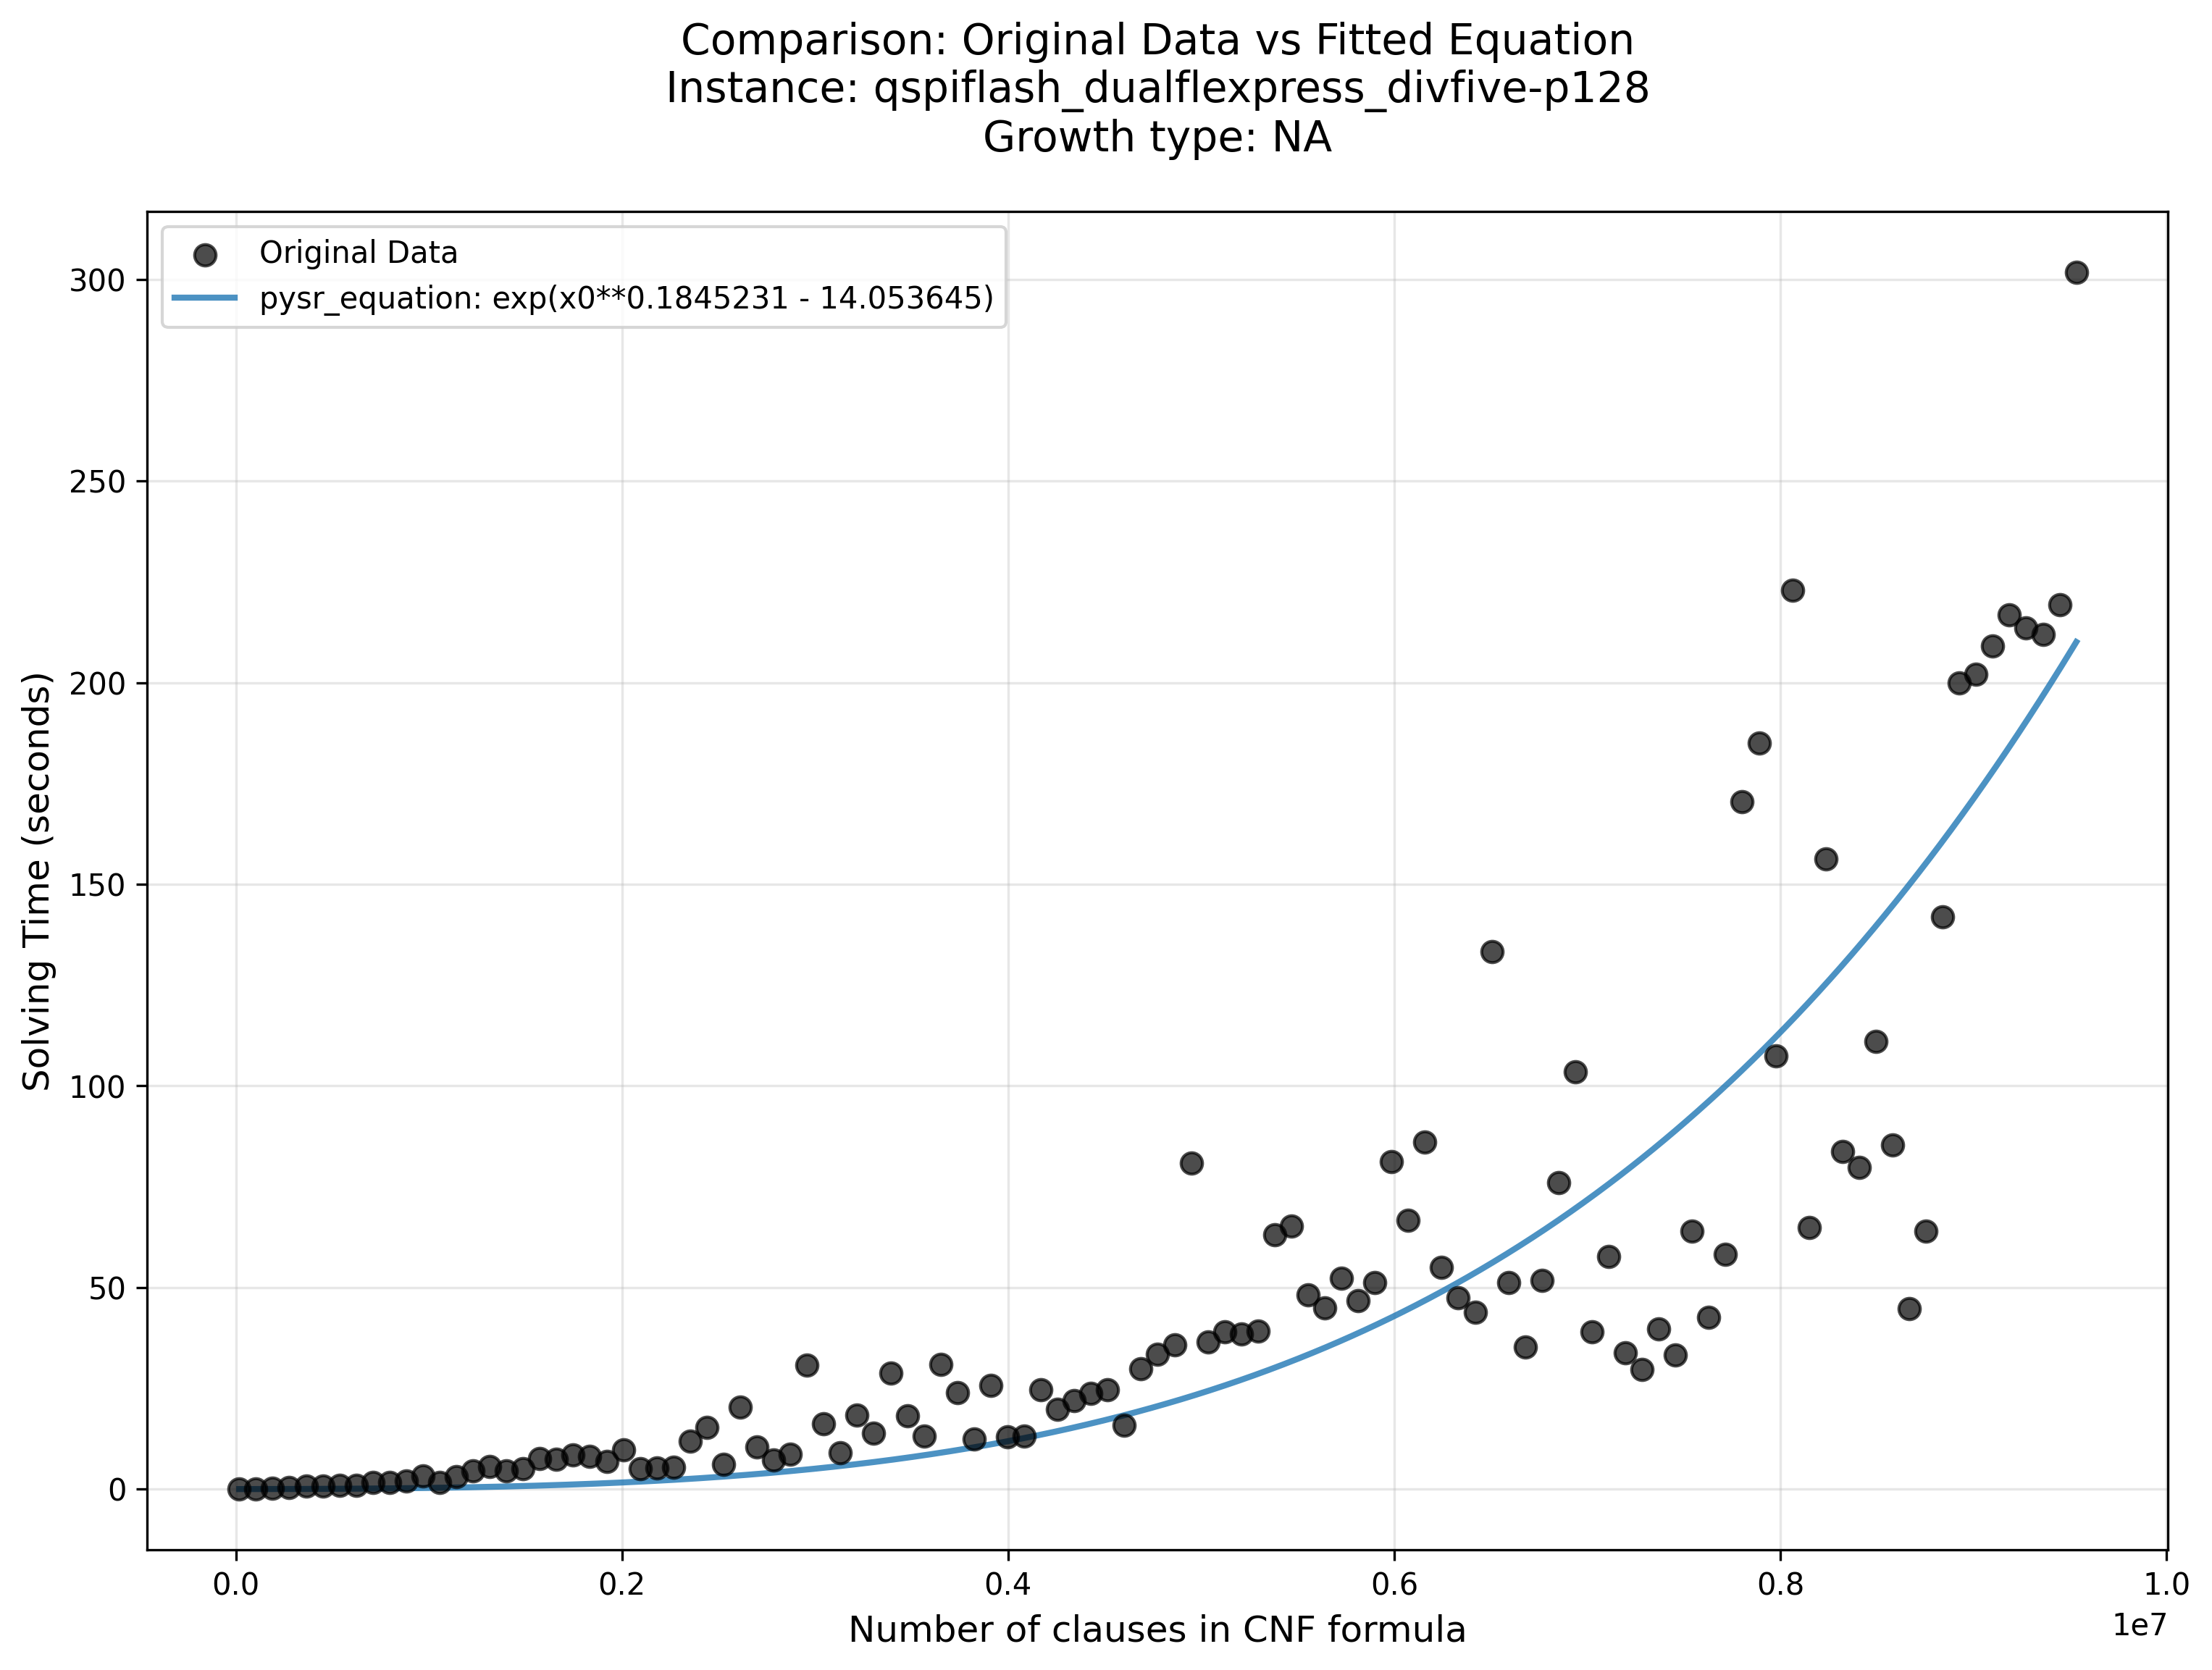 Comparison: Original Data vs Fitted Equation
Instance: qspiflash_dualflexpress_divfive-p128
Growth type: NA
Original Data
pysr_equation: exp(x0**0.1845231 - 14.053645)
300
250
200
150
100
50
0
Solving Time (seconds)
0.0 0.2 0.4 0.6 0.8 1.0
1e7
Number of clauses in CNF formula